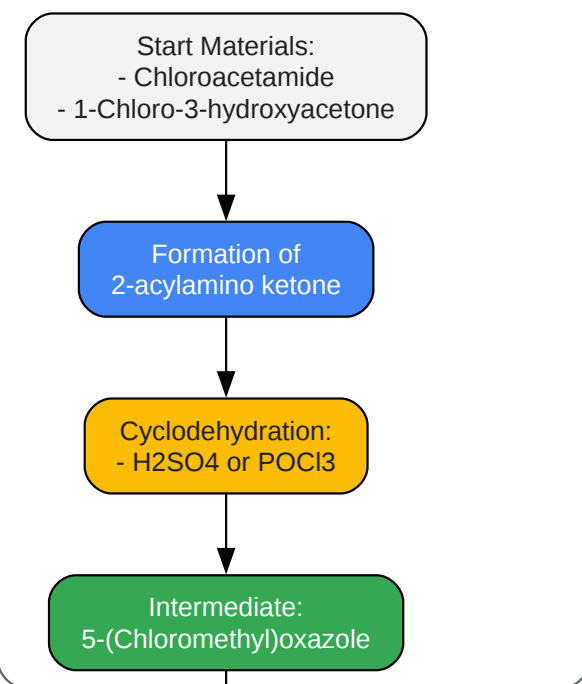 Start Materials:
- Chloroacetamide
- 1-Chloro-3-hydroxyacetone
Formation of
2-acylamino ketone
Cyclodehydration:
- H2SO4 or POCl3
Intermediate:
5-(Chloromethyl)oxazole